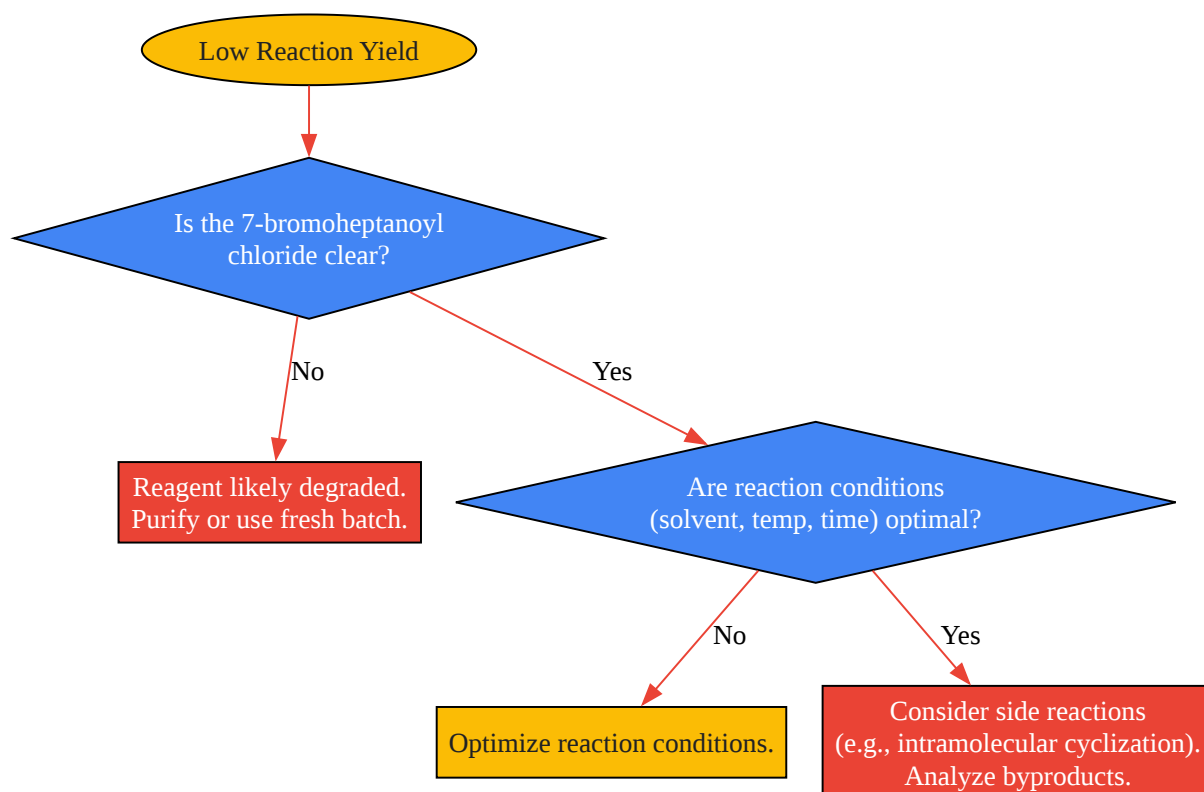 Low Reaction Yield
Is the 7-bromoheptanoyl
chloride clear?
No
Yes
Reagent likely degraded.
Purify or use fresh batch.
Are reaction conditions
(solvent, temp, time) optimal?
No
Yes
Optimize reaction conditions.
Consider side reactions
(e.g., intramolecular cyclization).
Analyze byproducts.